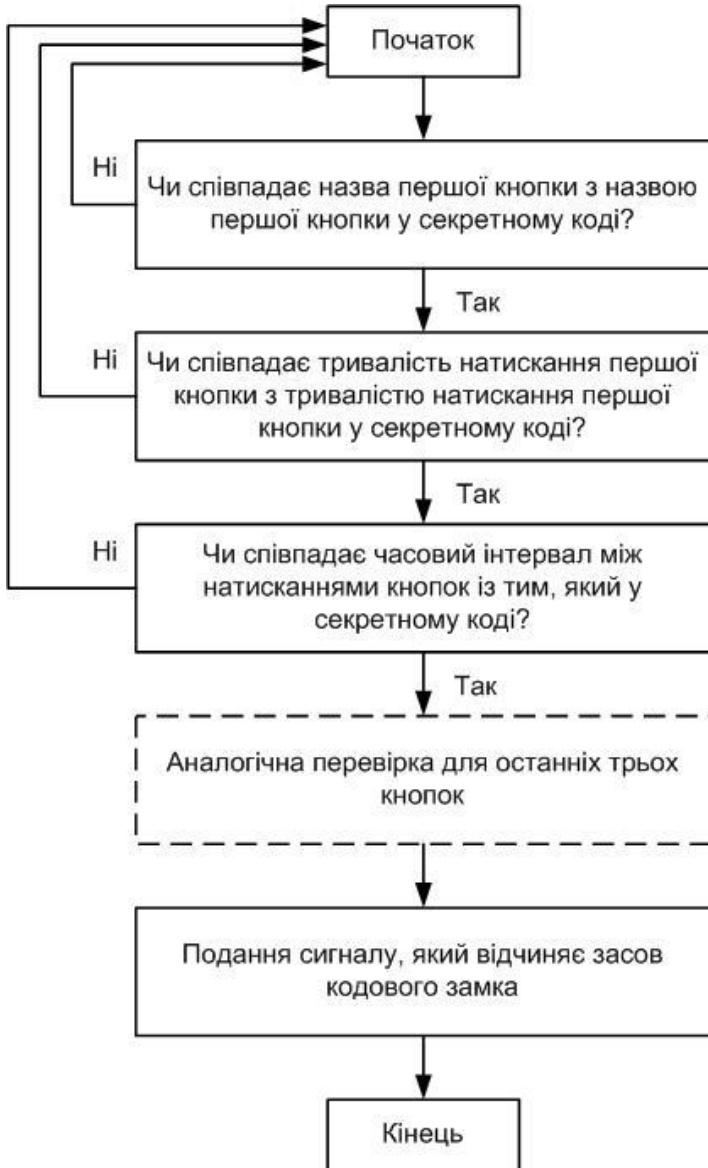 Початок
Ні
Чи співпадає назва першої кнопки з назвою
першої кнопки у секретному коді?
Так
Ні
Чи співпадає тривалість натискання першої
кнопки з тривалістю натискання першої
кнопки у секретному коді?
Так
Ні
Чи співпадає часовий інтервал між
натисканнями кнопок із тим, який у
секретному коді?
Так
Аналогічна перевірка для останніх трьох
кнопок
Подання сигналу, який відчиняє засов
кодового замка
Кінець